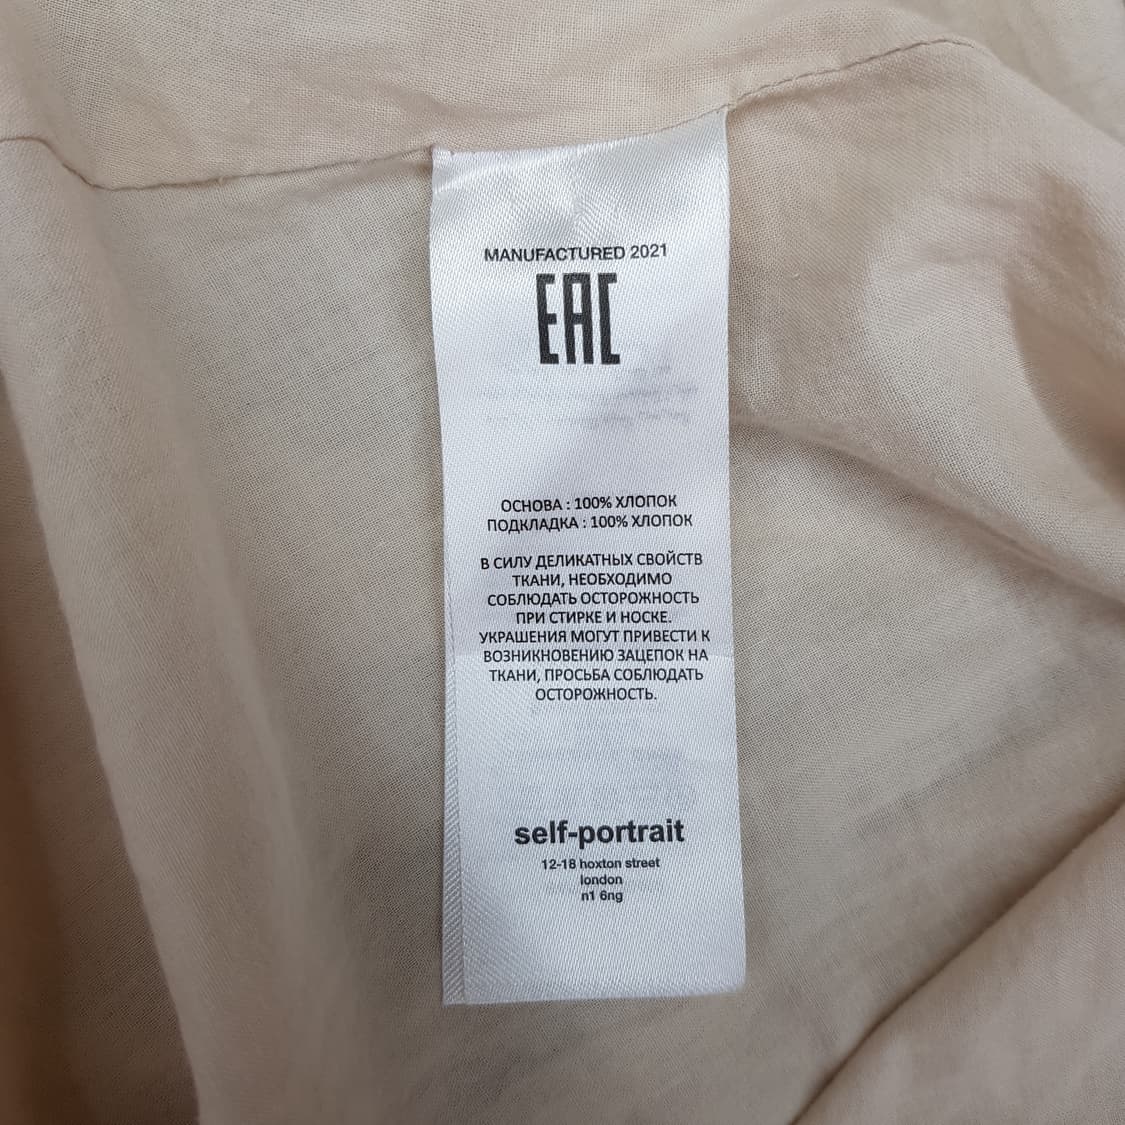 MANUFACTURED 2021
EAC
ОСНОВА : 100% ХЛОПОК
ПОДКЛАДКА : 100% ХЛОПОК
В СИЛУ ДЕЛИКАТНЫХ СВОЙСТВ
ТКАНИ, НЕОБХОДИМО
СОБЛЮДАТЬ ОСТОРОЖНОСТЬ
ПРИ СТИРКЕ И НОСКЕ.
УКРАШЕНИЯ МОГУТ ПРИВЕСТИ К
ВОЗНИКНОВЕНИЮ ЗАЦЕПОК НА
ТКАНИ, ПРОСЬБА СОБЛЮДАТЬ
ОСТОРОЖНОСТЬ.
self-portrait
12-18 hoxton street
london
n1 6ng